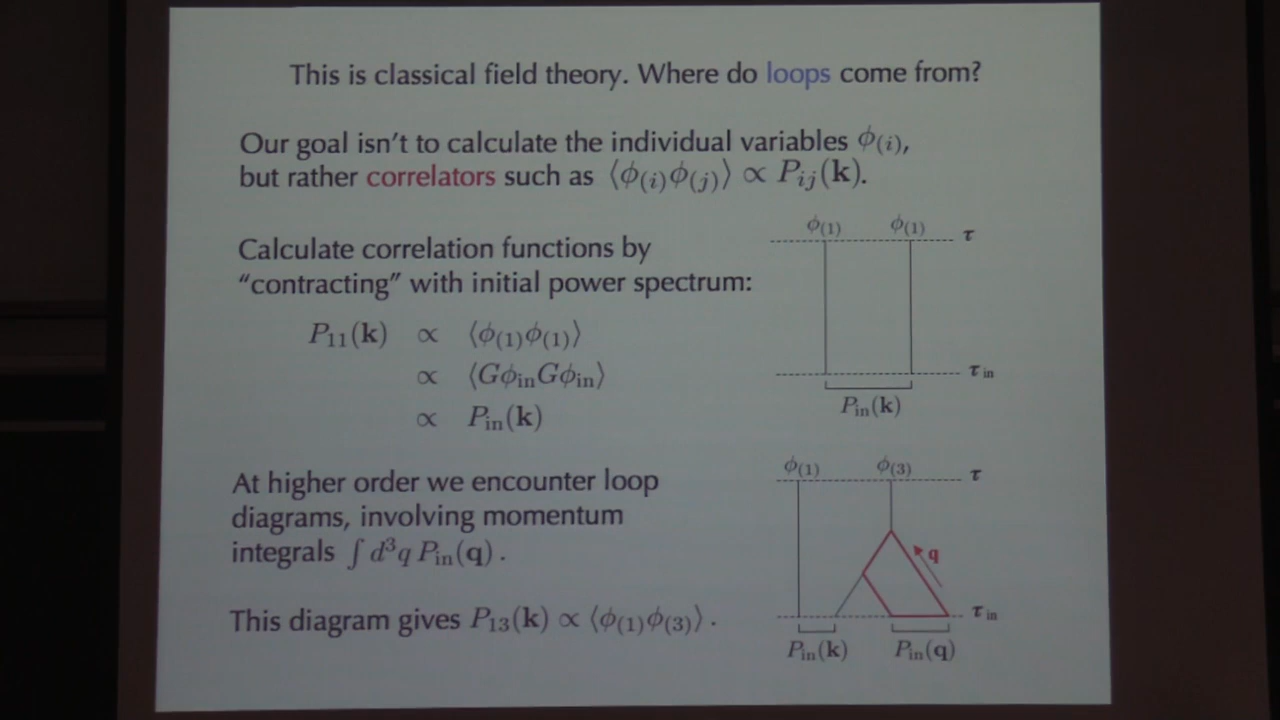 This is classical field theory. Where do loops come from?
Our goal isn't to calculate the individual variables ϕ(i),
but rather correlators such as ⟨ϕ(i)ϕ(j)⟩ ∝ Pij(k).
Calculate correlation functions by
“contracting” with initial power spectrum:
P11(k) ∝ ⟨ϕ(1)ϕ(1)⟩
∝ ⟨GϕinGϕin⟩
∝ Pin(k)
ϕ(1) ϕ(1) τ
τin
Pin(k)
At higher order we encounter loop
diagrams, involving momentum
integrals ∫ d³q Pin(q) .
This diagram gives P13(k) ∝ ⟨ϕ(1)ϕ(3)⟩ .
ϕ(1) ϕ(3) τ
q
τin
Pin(k) Pin(q)